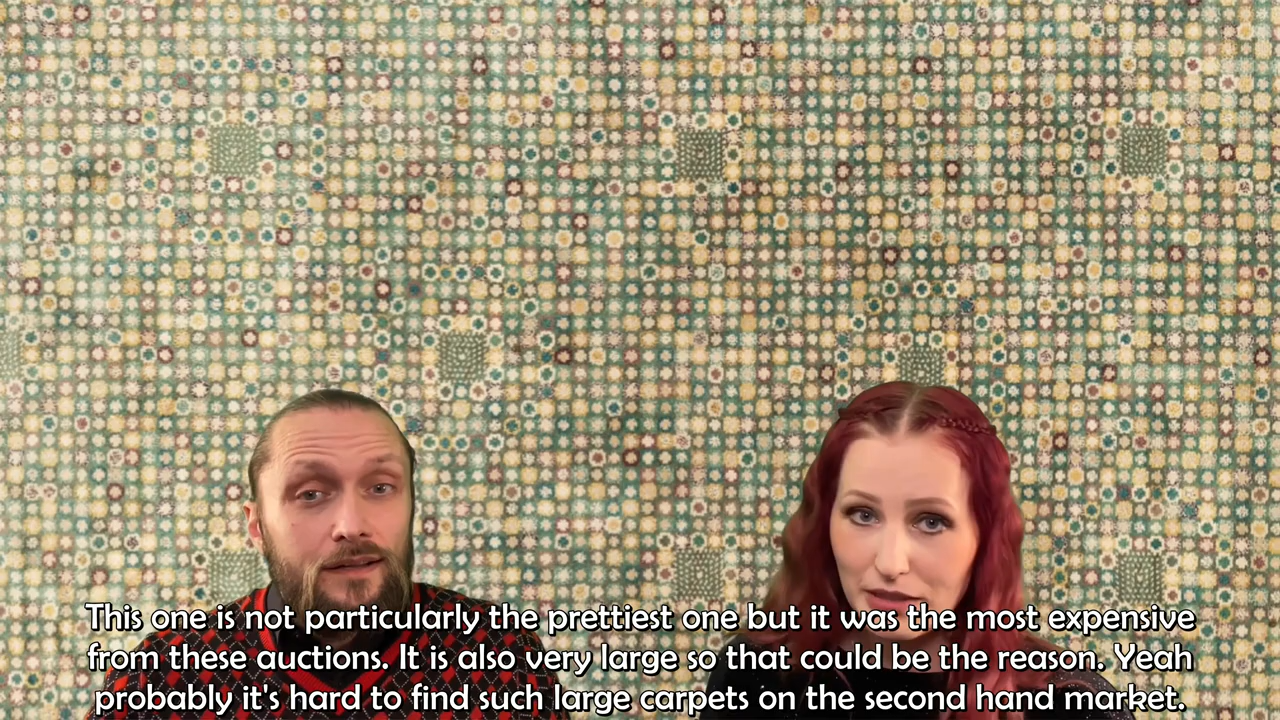 This one is not particularly the prettiest one but it was the most expensive
from these auctions. It is also very large so that could be the reason. Yeah
probably it's hard to find such large carpets on the second hand market.